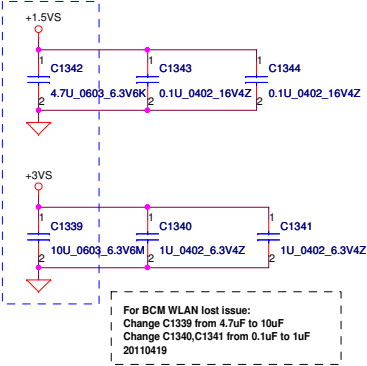 +1.5VS
1 1 1
C1342 C1343 C1344
4.7U_0603_6.3V6K 0.1U_0402_16V4Z 0.1U_0402_16V4Z
2 2 2
+3VS
1 1 1
C1339 C1340 C1341
10U_0603_6.3V6M 1U_0402_6.3V4Z 1U_0402_6.3V4Z
2 2 2
For BCM WLAN lost issue:
Change C1339 from 4.7uF to 10uF
Change C1340,C1341 from 0.1uF to 1uF
20110419